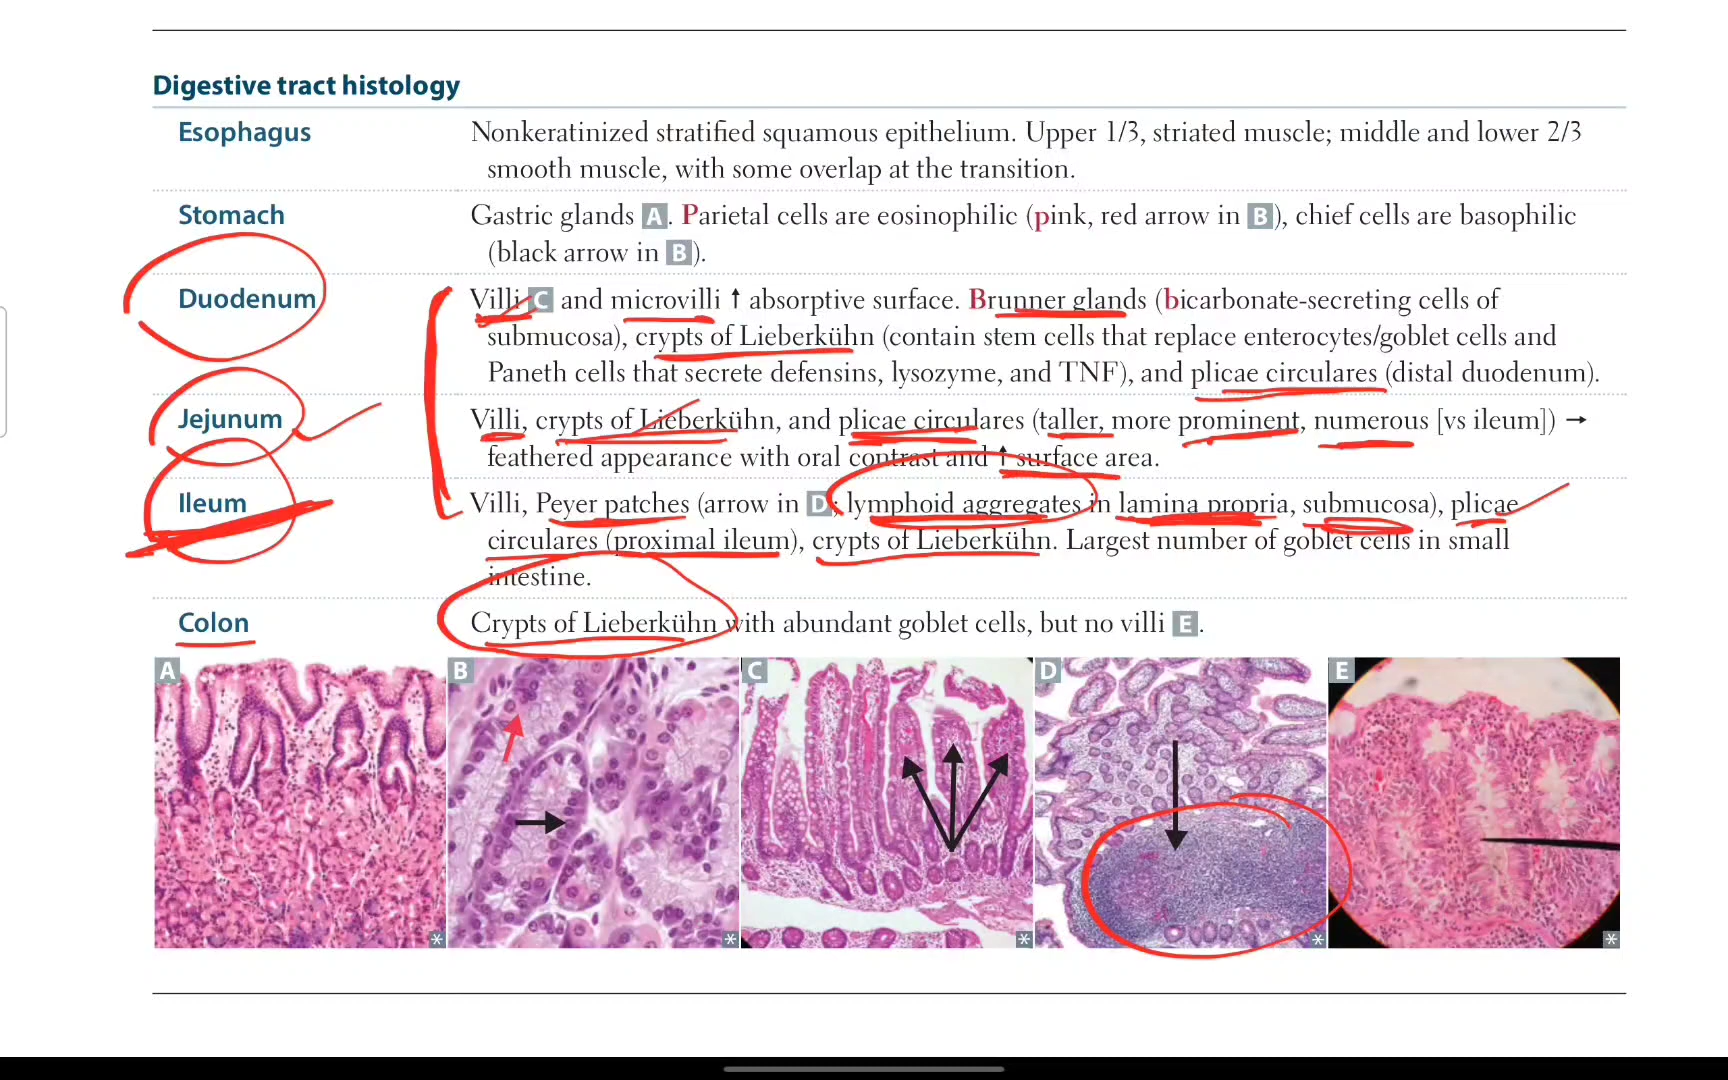 Digestive tract histology
Esophagus
Nonkeratinized stratified squamous epithelium. Upper 1/3, striated muscle; middle and lower 2/3
smooth muscle, with some overlap at the transition.
Stomach
Gastric glands A. Parietal cells are eosinophilic (pink, red arrow in B), chief cells are basophilic
(black arrow in B).
Duodenum
Villi C and microvilli ↑ absorptive surface. Brunner glands (bicarbonate-secreting cells of
submucosa), crypts of Lieberkühn (contain stem cells that replace enterocytes/goblet cells and
Paneth cells that secrete defensins, lysozyme, and TNF), and plicae circulares (distal duodenum).
Jejunum
Villi, crypts of Lieberkühn, and plicae circulares (taller, more prominent, numerous [vs ileum]) →
feathered appearance with oral contrast and ↑ surface area.
Ileum
Villi, Peyer patches (arrow in D; lymphoid aggregates in lamina propria, submucosa), plicae
circulares (proximal ileum), crypts of Lieberkühn. Largest number of goblet cells in small
intestine.
Colon
Crypts of Lieberkühn with abundant goblet cells, but no villi E.
A B C D E